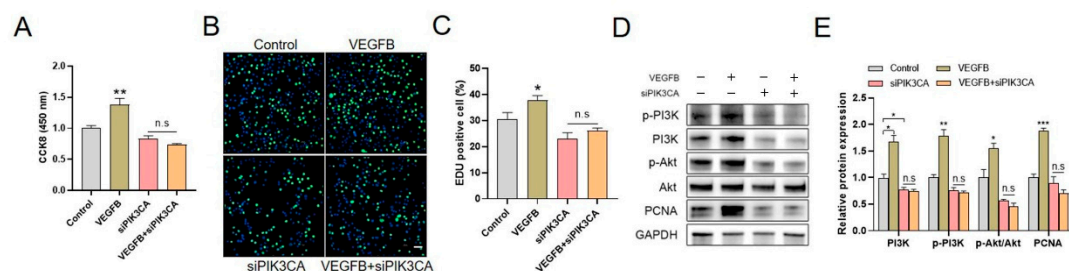 A
CCK8 (450 nm)
2.0
1.5
1.0
0.5
0.0
**
n.s
Control
VEGFB
siPIK3CA
VEGFB+siPIK3CA
B
Control VEGFB
siPIK3CA VEGFB+siPIK3CA
C
EDU positive cell (%)
50
40
30
20
10
0
*
n.s
Control
VEGFB
siPIK3CA
VEGFB+siPIK3CA
D
VEGFB − + − +
siPIK3CA − − + +
p-PI3K
PI3K
p-Akt
Akt
PCNA
GAPDH
E
Control VEGFB
siPIK3CA VEGFB+siPIK3CA
Relative protein expression
2.5
2.0
1.5
1.0
0.5
0.0
* * ** * ***
n.s n.s n.s n.s
PI3K p-PI3K p-Akt/Akt PCNA